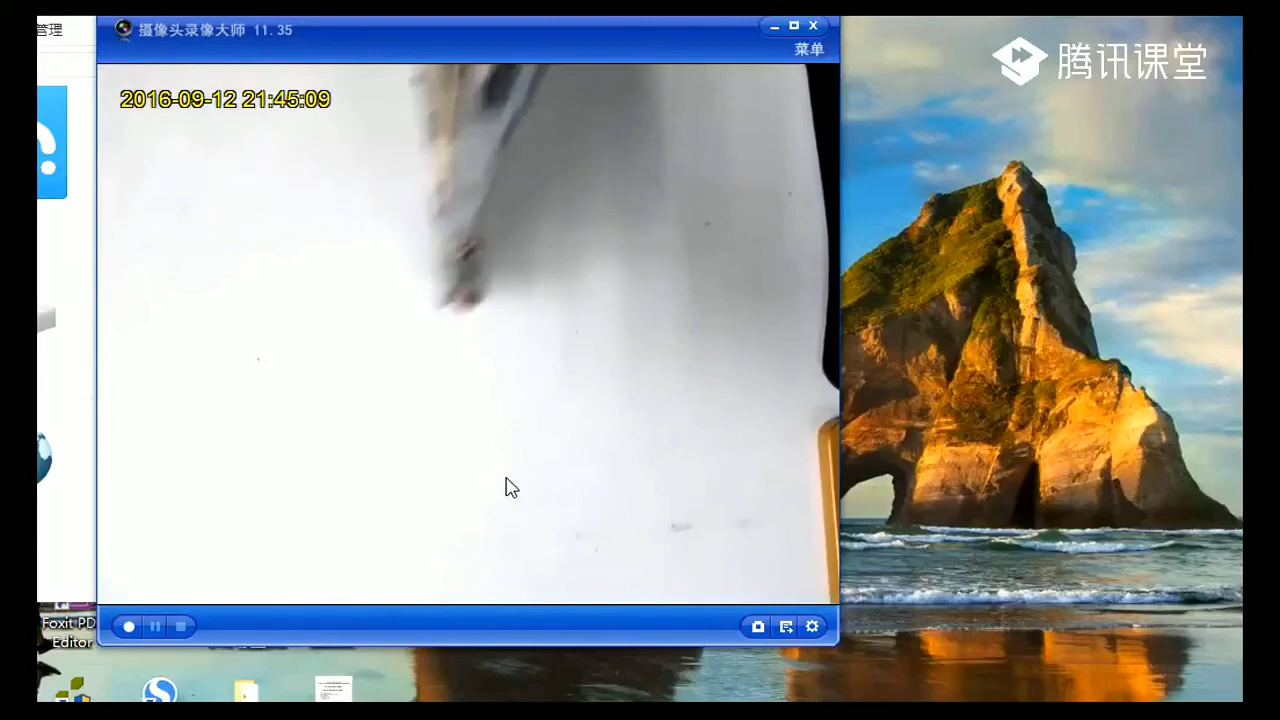 管理
摄像头录像大师 11.35
菜单
腾讯课堂
2016-09-12 21:45:09
Foxit PD
Editor